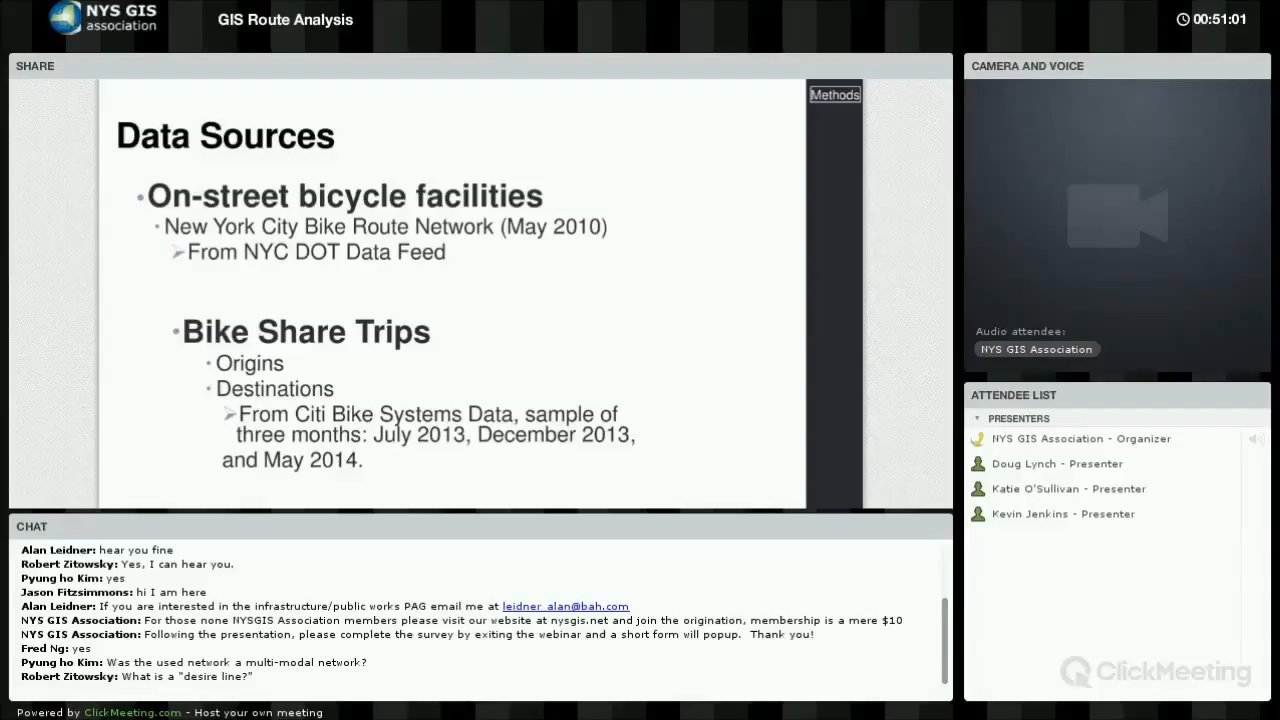 NYS GIS
association
GIS Route Analysis
00:51:01
SHARE
Methods
Data Sources
•On-street bicycle facilities
• New York City Bike Route Network (May 2010)
➢From NYC DOT Data Feed
•Bike Share Trips
• Origins
• Destinations
➢From Citi Bike Systems Data, sample of
three months: July 2013, December 2013,
and May 2014.
CAMERA AND VOICE
Audio attendee:
NYS GIS Association
ATTENDEE LIST
PRESENTERS
NYS GIS Association - Organizer
Doug Lynch - Presenter
Katie O'Sullivan - Presenter
Kevin Jenkins - Presenter
CHAT
Alan Leidner: hear you fine
Robert Zitowsky: Yes, I can hear you.
Pyung ho Kim: yes
Jason Fitzsimmons: hi I am here
Alan Leidner: If you are interested in the infrastructure/public works PAG email me at leidner_alan@bah.com
NYS GIS Association: For those none NYSGIS Association members please visit our website at nysgis.net and join the origination, membership is a mere $10
NYS GIS Association: Following the presentation, please complete the survey by exiting the webinar and a short form will popup. Thank you!
Fred Ng: yes
Pyung ho Kim: Was the used network a multi-modal network?
Robert Zitowsky: What is a "desire line?"
ClickMeeting
Powered by ClickMeeting.com - Host your own meeting